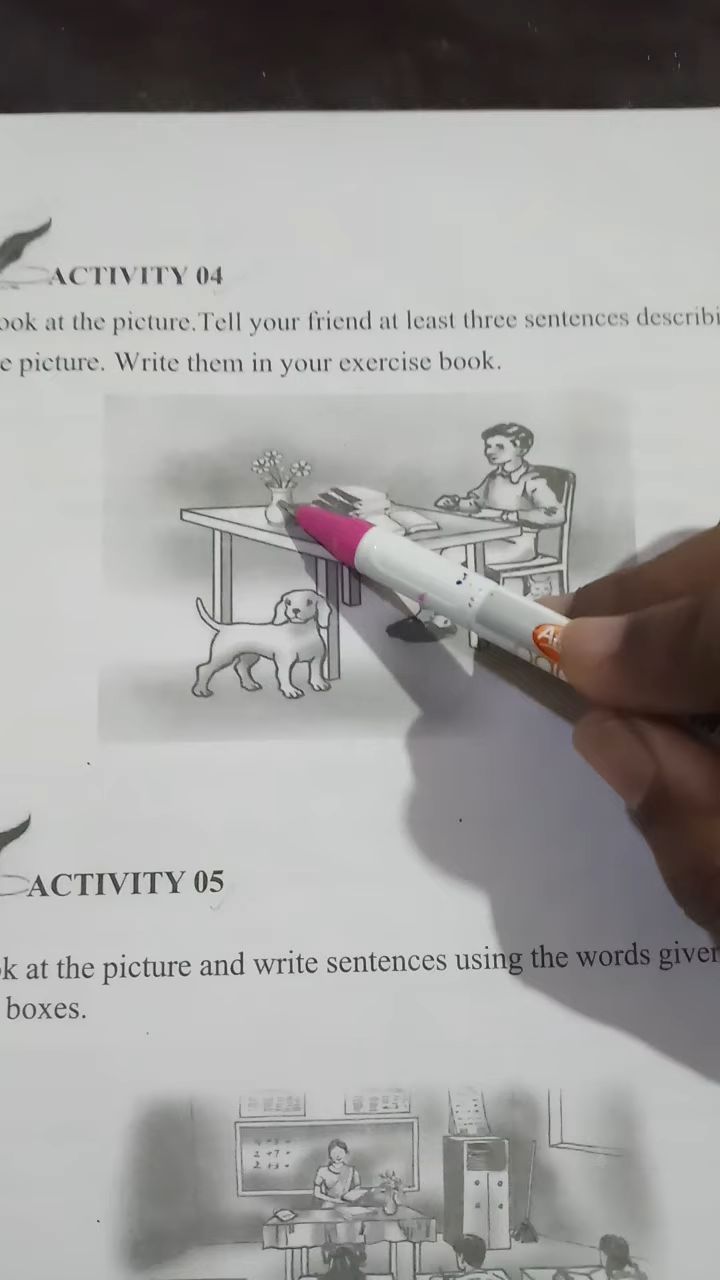 ACTIVITY 04
ook at the picture.Tell your friend at least three sentences describi
e picture. Write them in your exercise book.
ACTIVITY 05
k at the picture and write sentences using the words given
boxes.